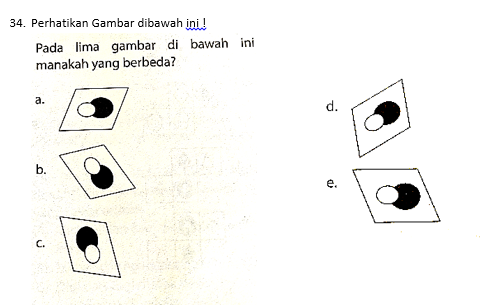 34. Perhatikan Gambar dibawah ini !
Pada lima gambar di bawah ini
manakah yang berbeda?
a.
b.
c.
d.
e.